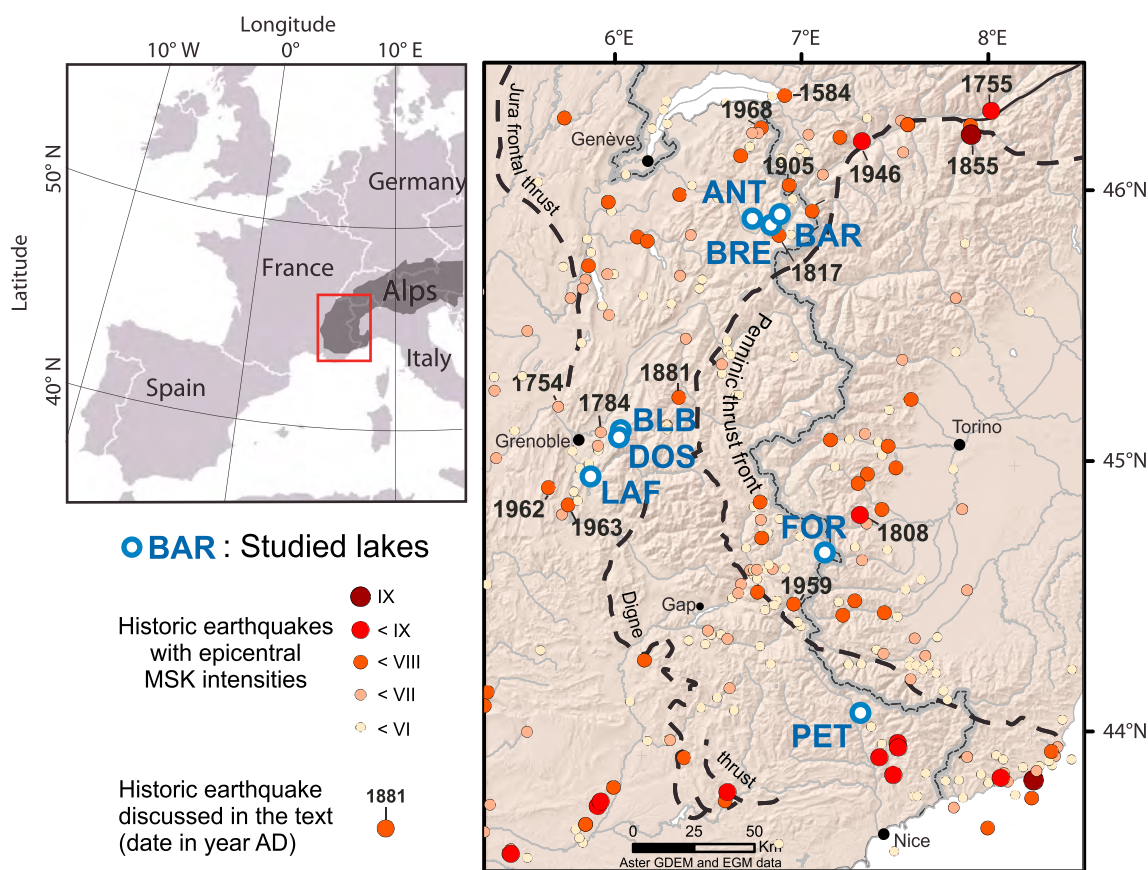 Longitude
10° W
0°
10° E
Latitude
50° N
40° N
Germany
France
Alps
Italy
Spain
BAR : Studied lakes
Historic earthquakes
with epicentral
MSK intensities
IX
< IX
< VIII
< VII
< VI
Historic earthquake
discussed in the text
(date in year AD)
1881
6°E
7°E
8°E
46°N
45°N
44°N
Jura frontal thrust
Genève
1968
1584
1755
1855
1946
1905
ANT
BRE
BAR
1817
Penninic thrust front
1881
1754
1784
BLB
Grenoble
DOS
LAF
1962
1963
Torino
FOR
1808
1959
Gap
Digne
thrust
PET
Nice
0 25 50
Km
Aster GDEM and EGM data